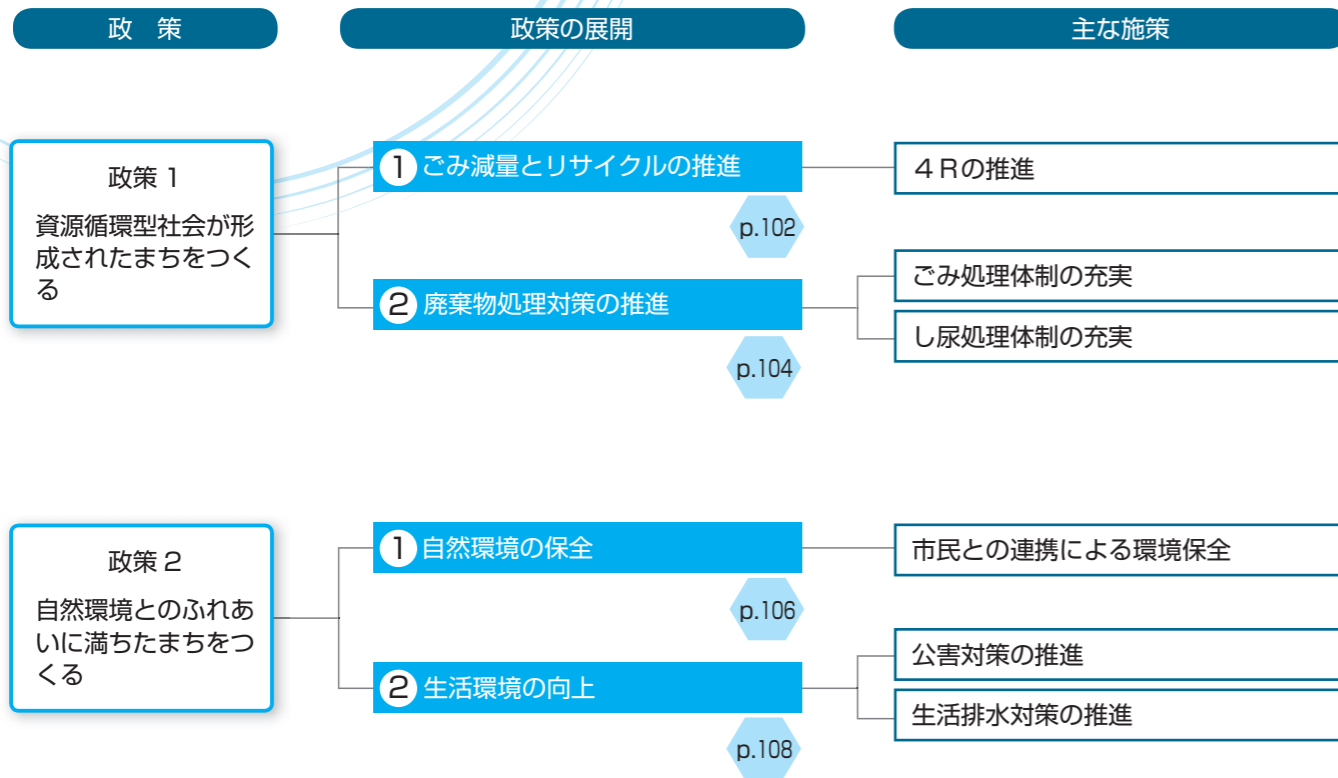 政　策
政策の展開
主な施策
政策 1
資源循環型社会が形
成されたまちをつく
る
① ごみ減量とリサイクルの推進
p.102
４Ｒの推進
② 廃棄物処理対策の推進
p.104
ごみ処理体制の充実
し尿処理体制の充実
政策 2
自然環境とのふれあ
いに満ちたまちをつ
くる
① 自然環境の保全
p.106
市民との連携による環境保全
② 生活環境の向上
p.108
公害対策の推進
生活排水対策の推進